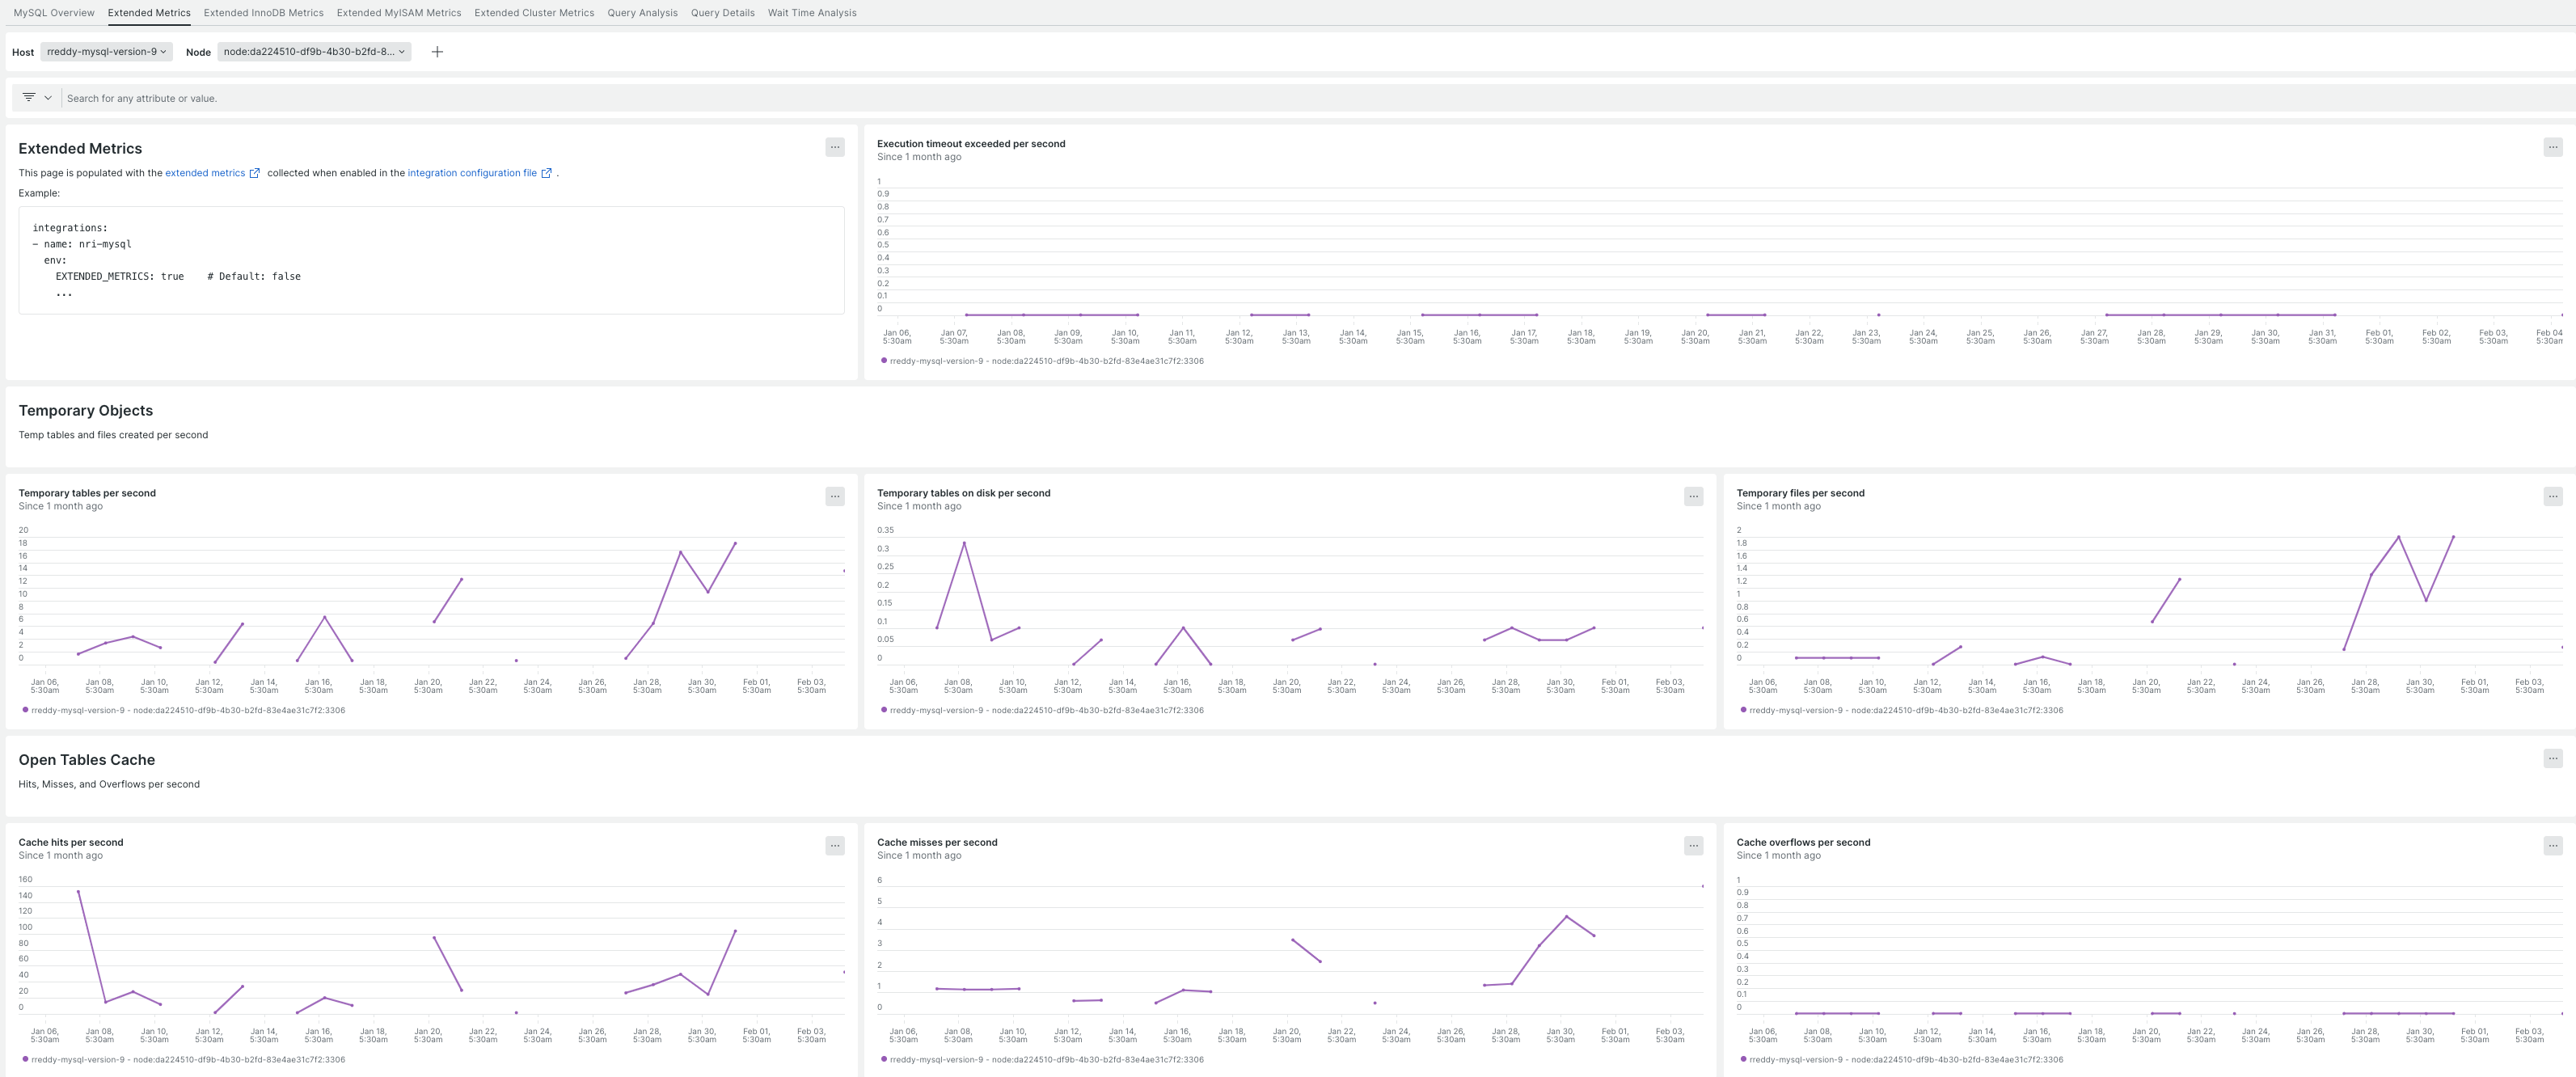 MySQL Overview Extended Metrics Extended InnoDB Metrics Extended MyISAM Metrics Extended Cluster Metrics Query Analysis Query Details Wait Time Analysis
Host rreddy-mysql-version-9 Node node:da224510-df9b-4b30-b2fd-8...
Search for any attribute or value.
Extended Metrics
This page is populated with the extended metrics collected when enabled in the integration configuration file .
Example:
integrations:
- name: nri-mysql
env:
EXTENDED_METRICS: true # Default: false
...
Execution timeout exceeded per second
Since 1 month ago
1
0.9
0.8
0.7
0.6
0.5
0.4
0.3
0.2
0.1
0
Jan 06, Jan 07, Jan 08, Jan 09, Jan 10, Jan 11, Jan 12, Jan 13, Jan 14, Jan 15, Jan 16, Jan 17, Jan 18, Jan 19, Jan 20, Jan 21, Jan 22, Jan 23, Jan 24, Jan 25, Jan 26, Jan 27, Jan 28, Jan 29, Jan 30, Jan 31, Feb 01, Feb 02, Feb 03, Feb 04
5:30am 5:30am 5:30am 5:30am 5:30am 5:30am 5:30am 5:30am 5:30am 5:30am 5:30am 5:30am 5:30am 5:30am 5:30am 5:30am 5:30am 5:30am 5:30am 5:30am 5:30am 5:30am 5:30am 5:30am 5:30am 5:30am 5:30am 5:30am 5:30am 5:30am
rreddy-mysql-version-9 - node:da224510-df9b-4b30-b2fd-83e4ae31c7f2:3306
Temporary Objects
Temp tables and files created per second
Temporary tables per second
Since 1 month ago
20
18
16
14
12
10
8
6
4
2
0
Jan 06, Jan 08, Jan 10, Jan 12, Jan 14, Jan 16, Jan 18, Jan 20, Jan 22, Jan 24, Jan 26, Jan 28, Jan 30, Feb 01, Feb 03,
5:30am 5:30am 5:30am 5:30am 5:30am 5:30am 5:30am 5:30am 5:30am 5:30am 5:30am 5:30am 5:30am 5:30am 5:30am
rreddy-mysql-version-9 - node:da224510-df9b-4b30-b2fd-83e4ae31c7f2:3306
Temporary tables on disk per second
Since 1 month ago
0.35
0.3
0.25
0.2
0.15
0.1
0.05
0
Jan 06, Jan 08, Jan 10, Jan 12, Jan 14, Jan 16, Jan 18, Jan 20, Jan 22, Jan 24, Jan 26, Jan 28, Jan 30, Feb 01, Feb 03,
5:30am 5:30am 5:30am 5:30am 5:30am 5:30am 5:30am 5:30am 5:30am 5:30am 5:30am 5:30am 5:30am 5:30am 5:30am
rreddy-mysql-version-9 - node:da224510-df9b-4b30-b2fd-83e4ae31c7f2:3306
Temporary files per second
Since 1 month ago
2
1.8
1.6
1.4
1.2
1
0.8
0.6
0.4
0.2
0
Jan 06, Jan 08, Jan 10, Jan 12, Jan 14, Jan 16, Jan 18, Jan 20, Jan 22, Jan 24, Jan 26, Jan 28, Jan 30, Feb 01, Feb 03,
5:30am 5:30am 5:30am 5:30am 5:30am 5:30am 5:30am 5:30am 5:30am 5:30am 5:30am 5:30am 5:30am 5:30am 5:30am
rreddy-mysql-version-9 - node:da224510-df9b-4b30-b2fd-83e4ae31c7f2:3306
Open Tables Cache
Hits, Misses, and Overflows per second
Cache hits per second
Since 1 month ago
160
140
120
100
80
60
40
20
0
Jan 06, Jan 08, Jan 10, Jan 12, Jan 14, Jan 16, Jan 18, Jan 20, Jan 22, Jan 24, Jan 26, Jan 28, Jan 30, Feb 01, Feb 03,
5:30am 5:30am 5:30am 5:30am 5:30am 5:30am 5:30am 5:30am 5:30am 5:30am 5:30am 5:30am 5:30am 5:30am 5:30am
rreddy-mysql-version-9 - node:da224510-df9b-4b30-b2fd-83e4ae31c7f2:3306
Cache misses per second
Since 1 month ago
6
5
4
3
2
1
0
Jan 06, Jan 08, Jan 10, Jan 12, Jan 14, Jan 16, Jan 18, Jan 20, Jan 22, Jan 24, Jan 26, Jan 28, Jan 30, Feb 01, Feb 03,
5:30am 5:30am 5:30am 5:30am 5:30am 5:30am 5:30am 5:30am 5:30am 5:30am 5:30am 5:30am 5:30am 5:30am 5:30am
rreddy-mysql-version-9 - node:da224510-df9b-4b30-b2fd-83e4ae31c7f2:3306
Cache overflows per second
Since 1 month ago
1
0.9
0.8
0.7
0.6
0.5
0.4
0.3
0.2
0.1
0
Jan 06, Jan 08, Jan 10, Jan 12, Jan 14, Jan 16, Jan 18, Jan 20, Jan 22, Jan 24, Jan 26, Jan 28, Jan 30, Feb 01, Feb 03,
5:30am 5:30am 5:30am 5:30am 5:30am 5:30am 5:30am 5:30am 5:30am 5:30am 5:30am 5:30am 5:30am 5:30am 5:30am
rreddy-mysql-version-9 - node:da224510-df9b-4b30-b2fd-83e4ae31c7f2:3306